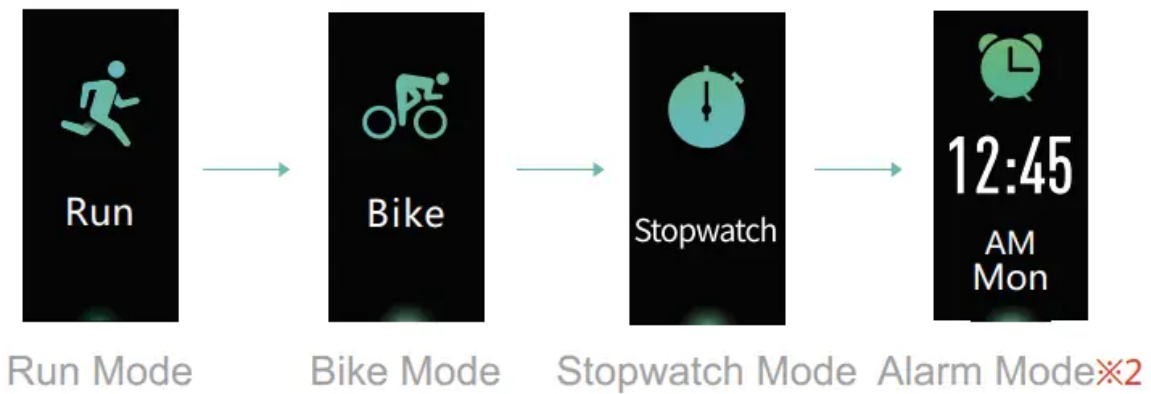 Run
Bike
Stopwatch
12:45
AM
Mon
Run Mode
Bike Mode
Stopwatch Mode
Alarm Mode※2